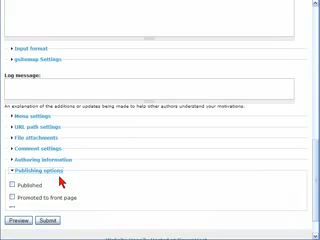 Input format
gsitemap Settings
Log message:
An explanation of the additions or updates being made to help other authors understand your motivations.
Menu settings
URL path settings
File attachments
Comment settings
Authoring information
Publishing options
Published
Promoted to front page
Preview
Submit